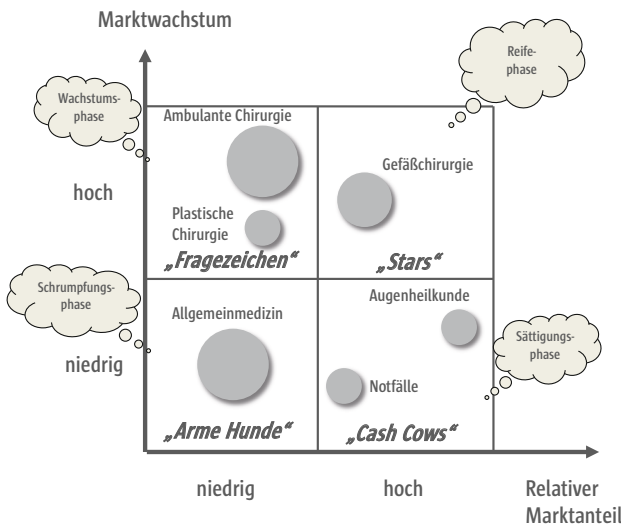 Marktwachstum
Reife-
phase
Wachstums-
phase
Ambulante Chirurgie
Gefäßchirurgie
hoch
Plastische
Chirurgie
„Fragezeichen“
„Stars“
Schrumpfungs-
phase
Augenheilkunde
Allgemeinmedizin
Sättigungs-
phase
niedrig
Notfälle
„Arme Hunde“
„Cash Cows“
niedrig
hoch
Relativer
Marktanteil